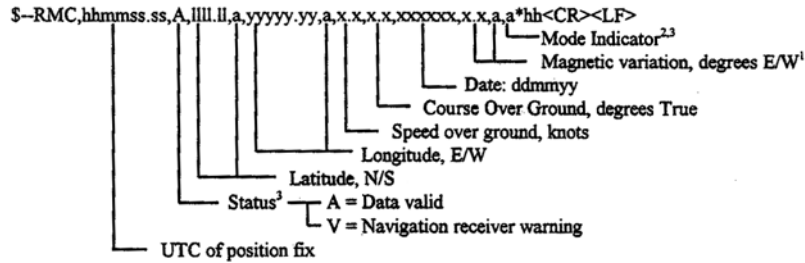 $--RMC,hhmmss.ss,A,llll.ll,a,yyyyy.yy,a,x.x,x.x,xxxxxx,x.x,a,a*hh<CR><LF>
Mode Indicator2,3
Magnetic variation, degrees E/W1
Date: ddmmyy
Course Over Ground, degrees True
Speed over ground, knots
Longitude, E/W
Latitude, N/S
Status3 A = Data valid
V = Navigation receiver warning
UTC of position fix